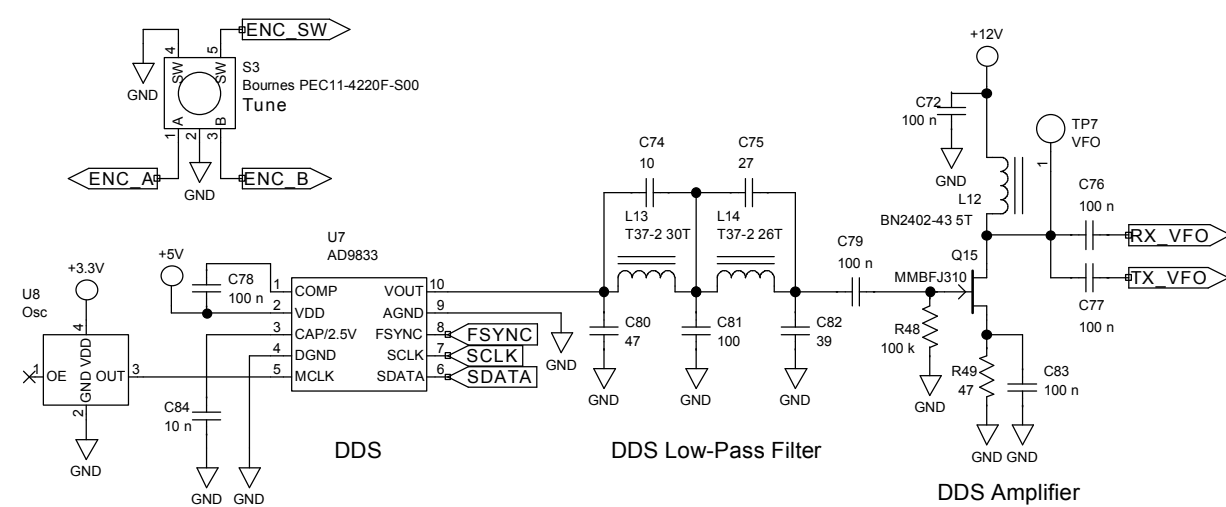 ENC_SW
4
5
SW
SW
GND
S3
Bournes PEC11-4220F-S00
Tune
A
B
1
2
3
ENC_A
GND
ENC_B
+12V
C72
100 n
GND
TP7
VFO
1
L12
BN2402-43 5T
C76
100 n
RX_VFO
TX_VFO
C77
100 n
C74
10
C75
27
L13
T37-2 30T
L14
T37-2 26T
C79
100 n
Q15
MMBFJ310
U7
AD9833
+5V
C78
100 n
+3.3V
U8
Osc
1
COMP
VOUT
10
2
VDD
AGND
9
3
CAP/2.5V
FSYNC
8
FSYNC
4
DGND
SCLK
7
SCLK
5
MCLK
SDATA
6
SDATA
GND
4
VDD
1
OE
OUT
3
GND
2
GND
C84
10 n
GND
GND
C80
47
GND
C81
100
GND
C82
39
GND
R48
100 k
GND
R49
47
C83
100 n
GND
GND
DDS
DDS Low-Pass Filter
DDS Amplifier